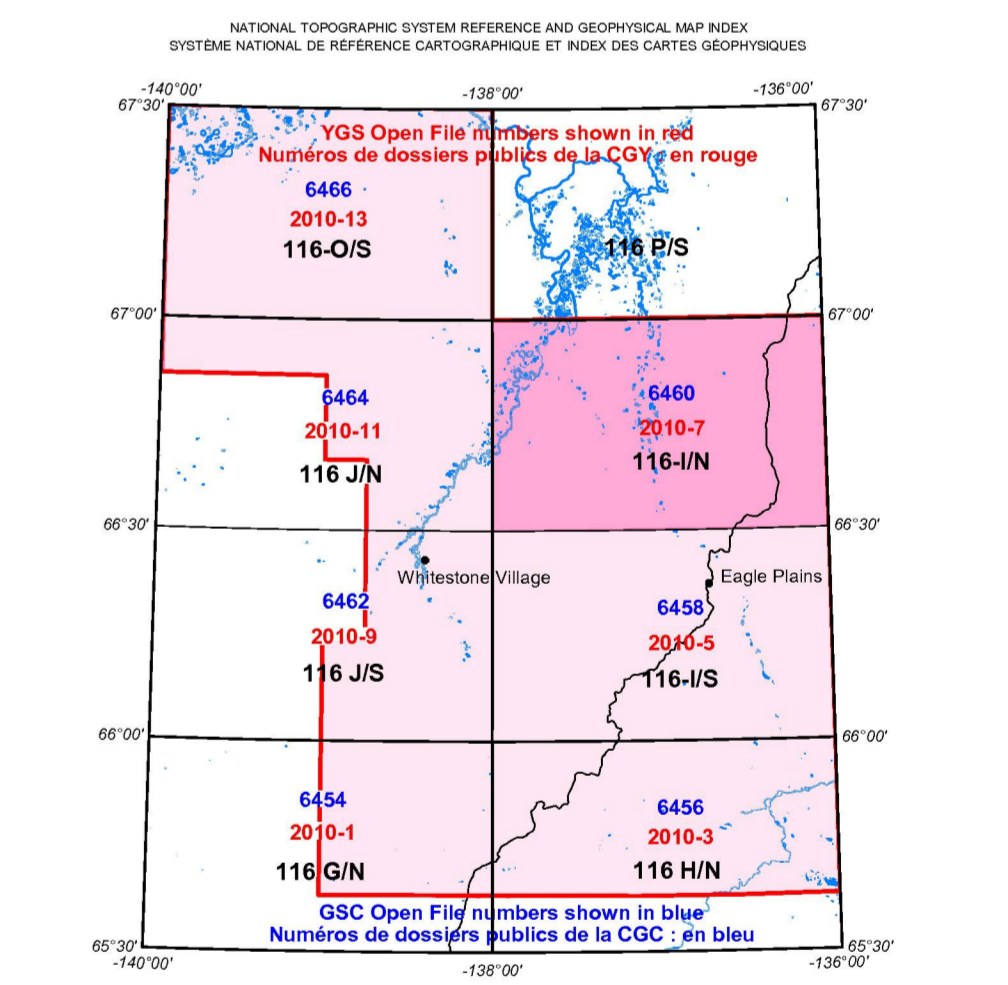 NATIONAL TOPOGRAPHIC SYSTEM REFERENCE AND GEOPHYSICAL MAP INDEX
SYSTÈME NATIONAL DE RÉFÉRENCE CARTOGRAPHIQUE ET INDEX DES CARTES GÉOPHYSIQUES
-140°00'
-138°00'
-136°00'
67°30'
67°30'
YGS Open File numbers shown in red
Numéros de dossiers publics de la CGY : en rouge
6466
2010-13
116-O/S
116 P/S
67°00'
67°00'
6464
2010-11
116 J/N
6460
2010-7
116-I/N
66°30'
66°30'
Whitestone Village
Eagle Plains
6462
2010-9
116 J/S
6458
2010-5
116-I/S
66°00'
66°00'
6454
2010-1
116 G/N
6456
2010-3
116 H/N
GSC Open File numbers shown in blue
Numéros de dossiers publics de la CGC : en bleu
65°30'
65°30'
-140°00'
-138°00'
-136°00'